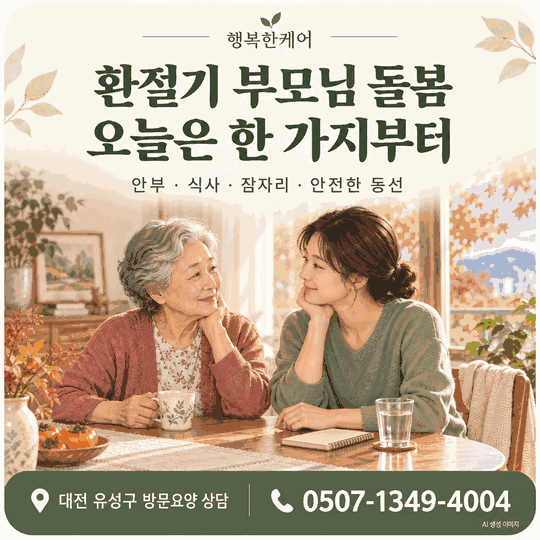 행복한케어
환절기 부모님 돌봄
오늘은 한 가지부터
안부 · 식사 · 잠자리 · 안전한 동선
대전 유성구 방문요양 상담
0507-1349-4004
AI 생성 이미지